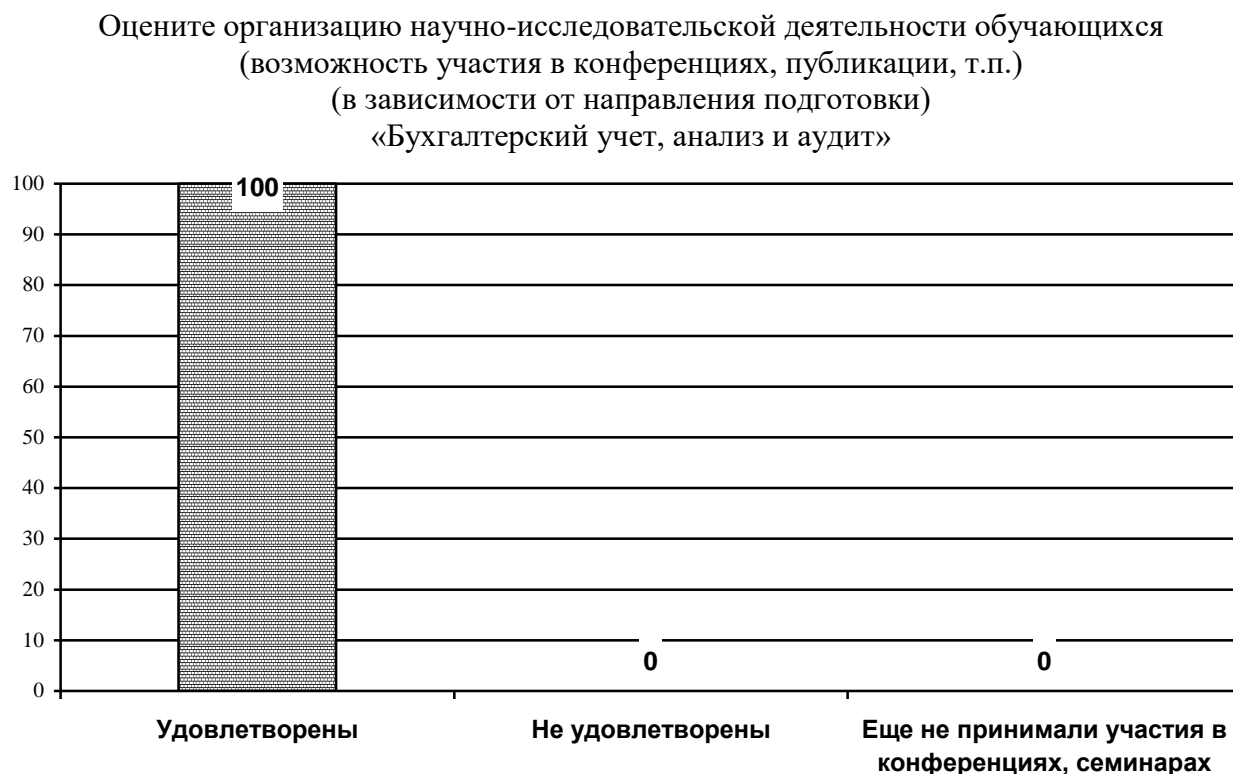 Оцените организацию научно-исследовательской деятельности обучающихся
(возможность участия в конференциях, публикации, т.п.)
(в зависимости от направления подготовки)
«Бухгалтерский учет, анализ и аудит»
100
100
90
80
70
60
50
40
30
20
10
0
0
0
Удовлетворены
Не удовлетворены
Еще не принимали участия в
конференциях, семинарах